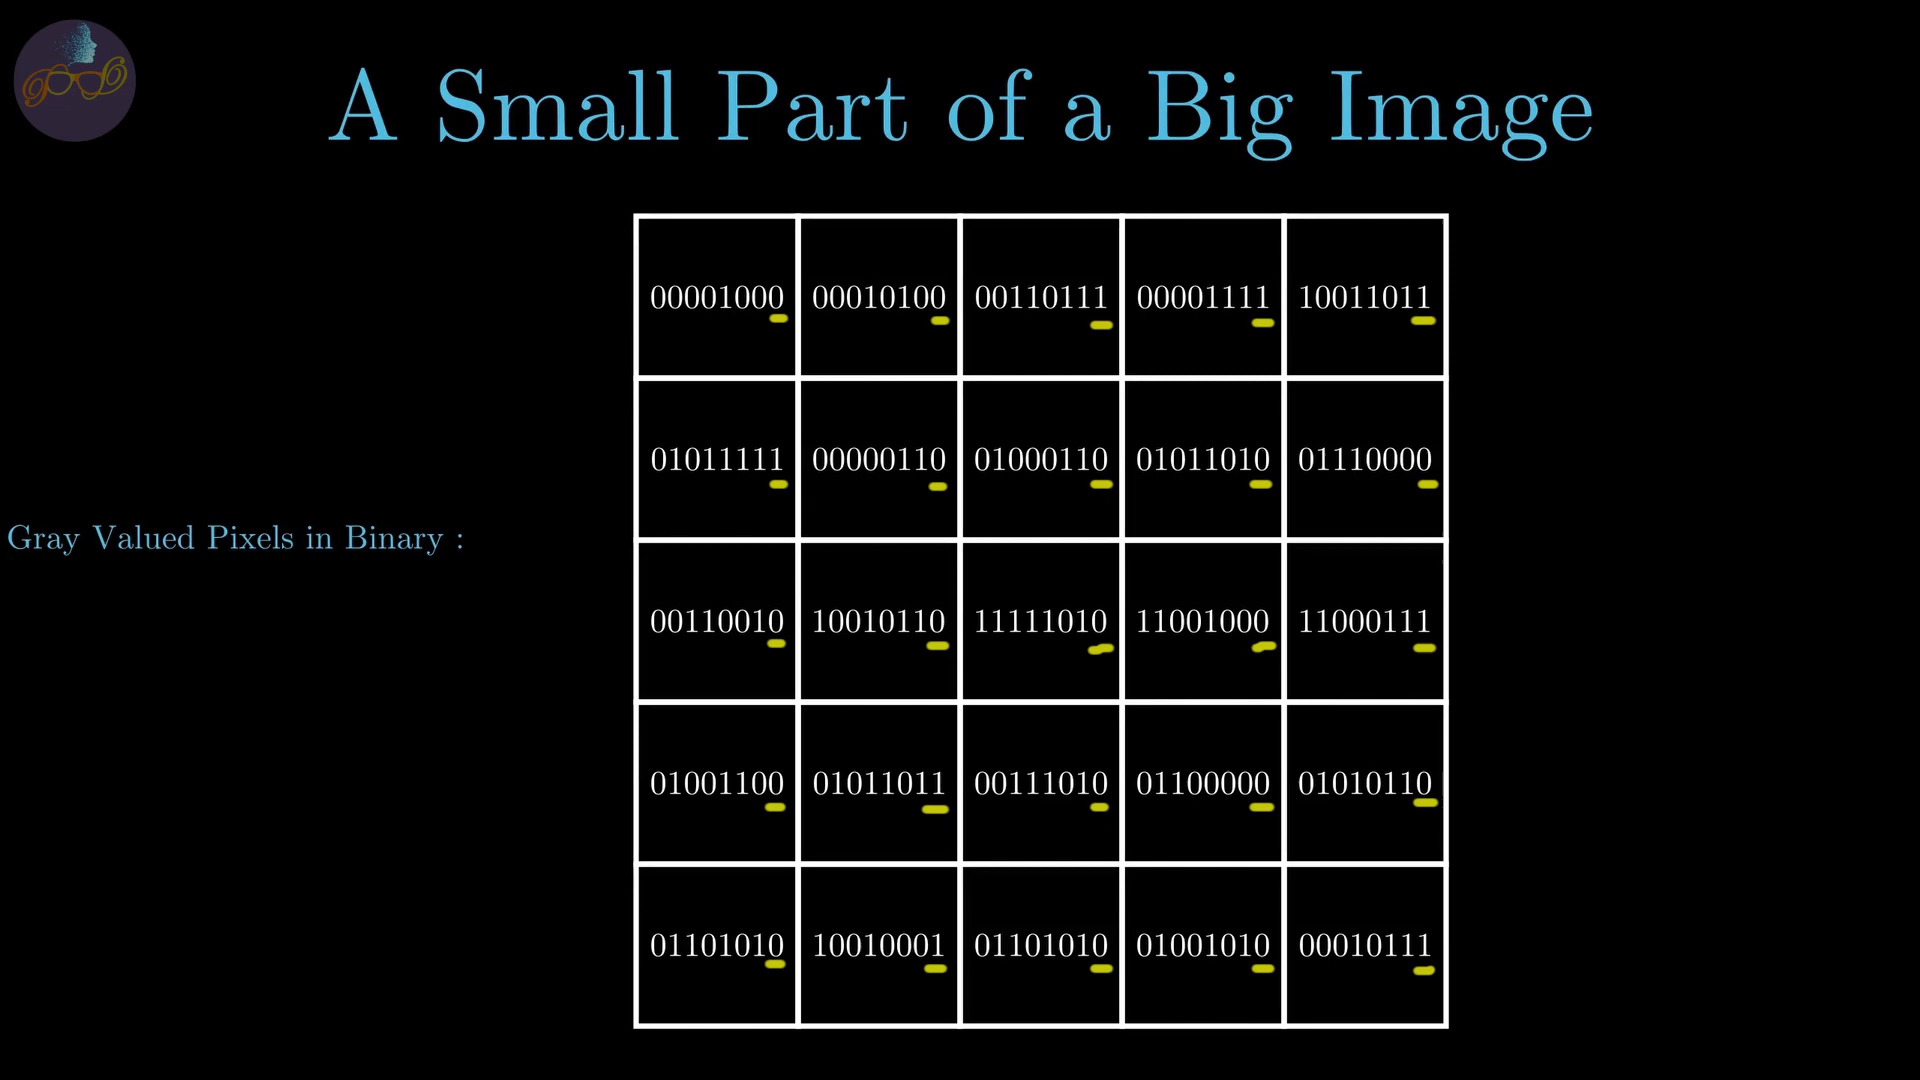 A Small Part of a Big Image
00001000 00010100 00110111 00001111 10011011
01011111 00000110 01000110 01011010 01110000
Gray Valued Pixels in Binary :
00110010 10010110 11111010 11001000 11000111
01001100 01011011 00111010 01100000 01010110
01101010 10010001 01101010 01001010 00010111